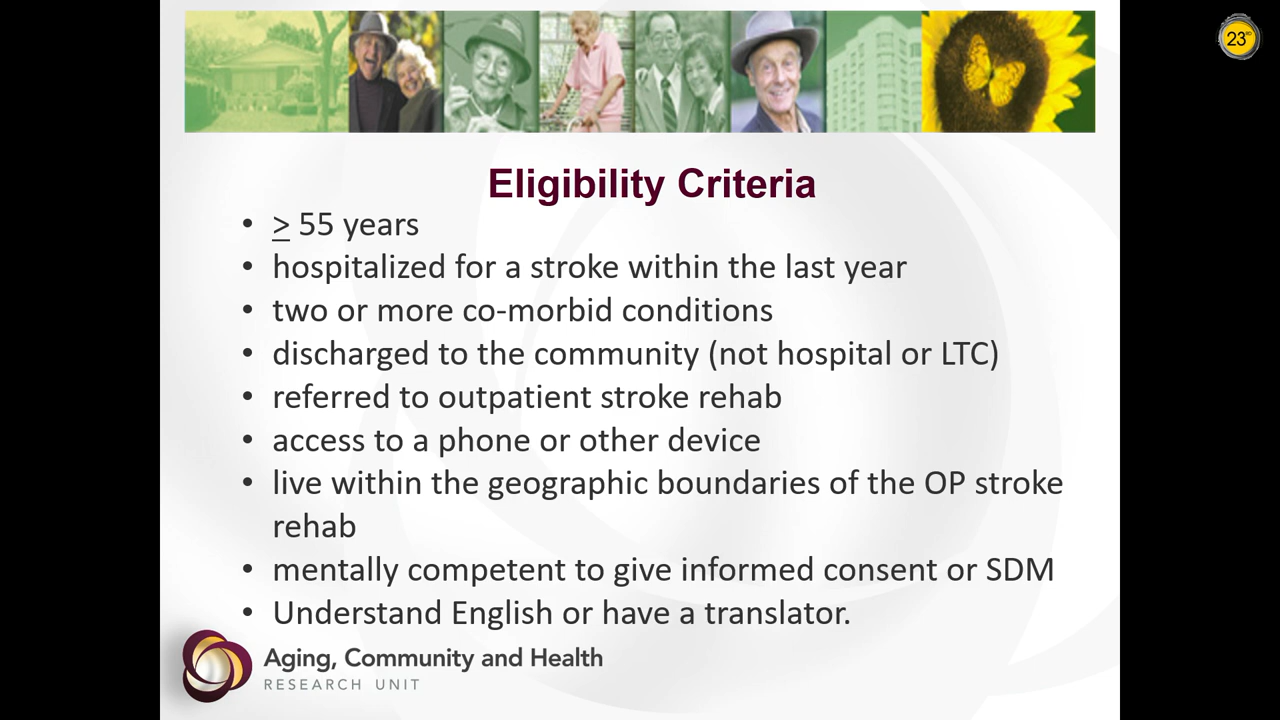 23RD
Eligibility Criteria
• > 55 years
• hospitalized for a stroke within the last year
• two or more co-morbid conditions
• discharged to the community (not hospital or LTC)
• referred to outpatient stroke rehab
• access to a phone or other device
• live within the geographic boundaries of the OP stroke
rehab
• mentally competent to give informed consent or SDM
• Understand English or have a translator.
Aging, Community and Health
RESEARCH UNIT